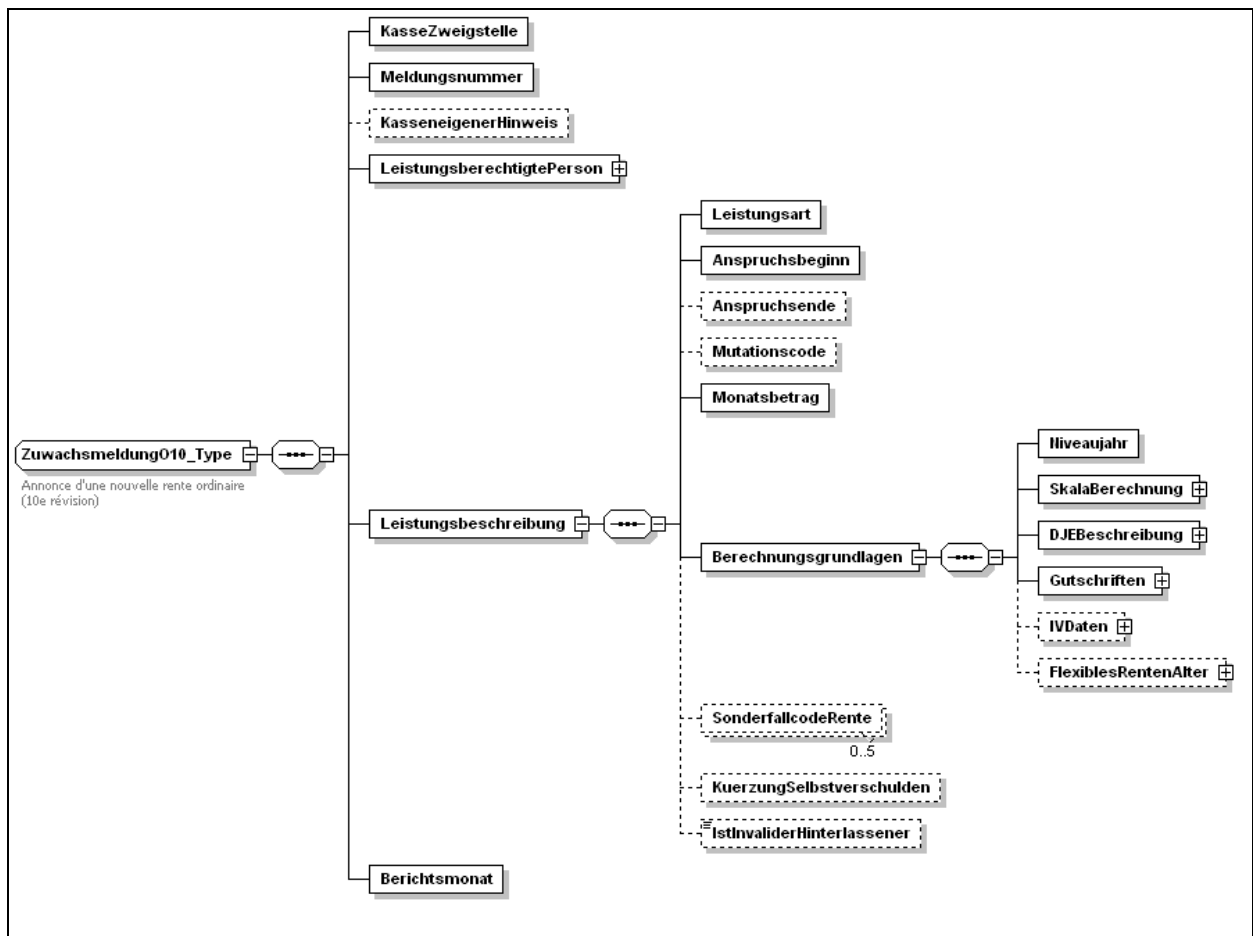 KasseZweigstelle
Meldungsnummer
KasseneigenerHinweis
LeistungsberechtigtePerson
Leistungsart
Anspruchsbeginn
Anspruchsende
Mutationscode
Monatsbetrag
Niveaujahr
ZuwachsmeldungO10_Type
SkalaBerechnung
Annonce d'une nouvelle rente ordinaire
(10e révision)
Leistungsbeschreibung
DJEBeschreibung
Berechnungsgrundlagen
Gutschriften
IVDaten
FlexiblesRentenAlter
SonderfallcodeRente
0..5
KuerzungSelbstverschulden
IstInvaliderHinterlassener
Berichtsmonat